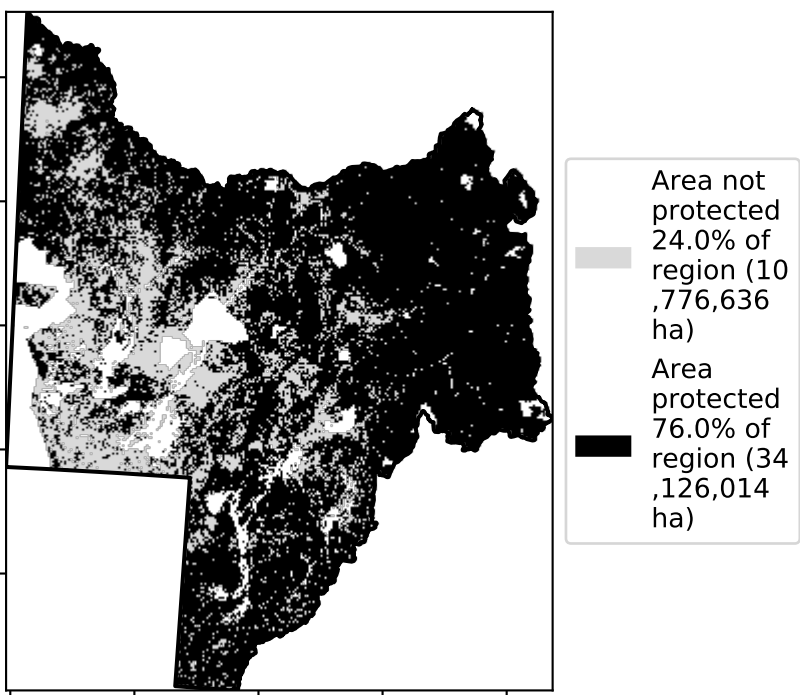 Area not
protected
24.0% of
region (10
,776,636
ha)
Area
protected
76.0% of
region (34
,126,014
ha)